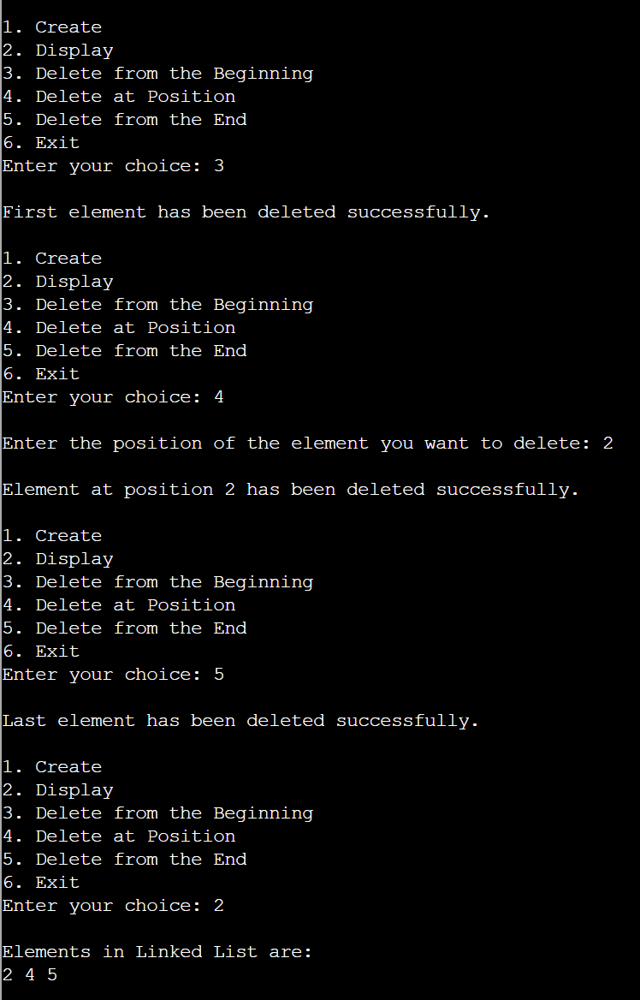 1. Create
2. Display
3. Delete from the Beginning
4. Delete at Position
5. Delete from the End
6. Exit
Enter your choice: 3
First element has been deleted successfully.
1. Create
2. Display
3. Delete from the Beginning
4. Delete at Position
5. Delete from the End
6. Exit
Enter your choice: 4
Enter the position of the element you want to delete: 2
Element at position 2 has been deleted successfully.
1. Create
2. Display
3. Delete from the Beginning
4. Delete at Position
5. Delete from the End
6. Exit
Enter your choice: 5
Last element has been deleted successfully.
1. Create
2. Display
3. Delete from the Beginning
4. Delete at Position
5. Delete from the End
6. Exit
Enter your choice: 2
Elements in Linked List are:
2 4 5